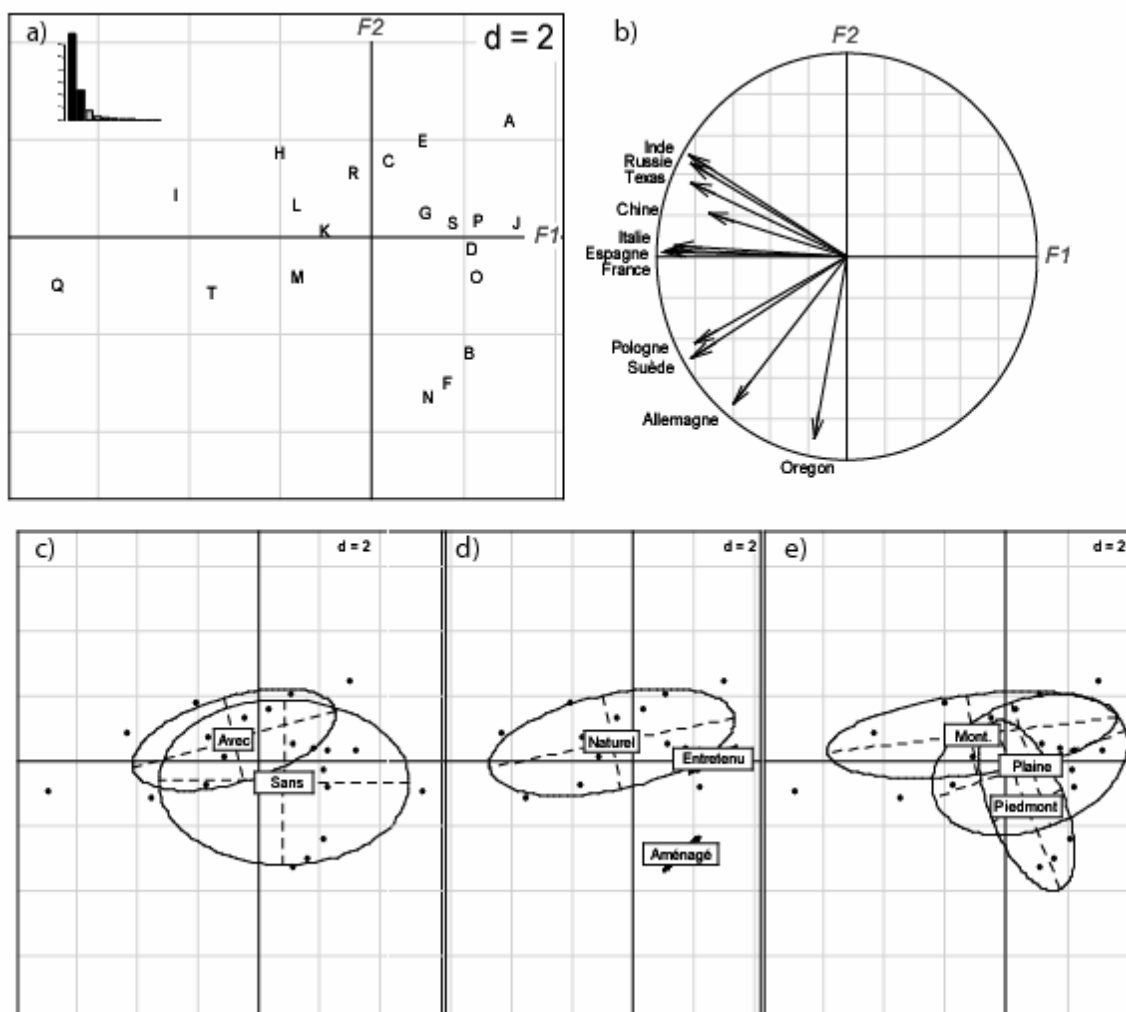 a)
F2
d = 2
A
E
H
C
R
I
L
G
S
P
J
K
F1
D
M
O
Q
T
B
F
N
b)
F2
Inde
Russie
Texas
Chine
Italie
Espagne
France
F1
Pologne
Suède
Allemagne
Oregon
c)
d = 2
Avec
Sans
d)
d = 2
Naturel
Entretenu
Aménagé
e)
d = 2
Mont.
Plaine
Piedmont